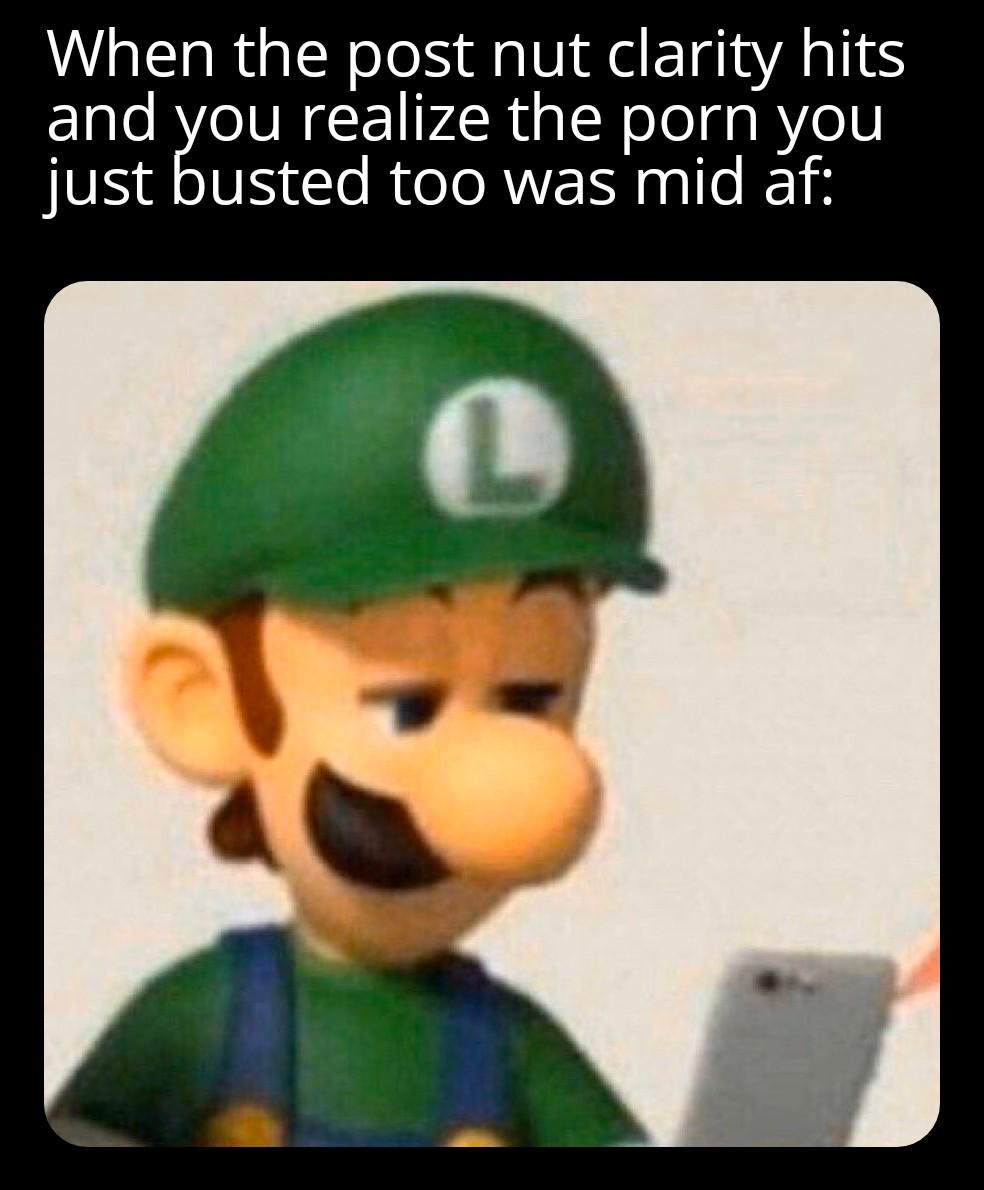 When the post nut clarity hits
and you realize the porn you
just busted too was mid af:
L